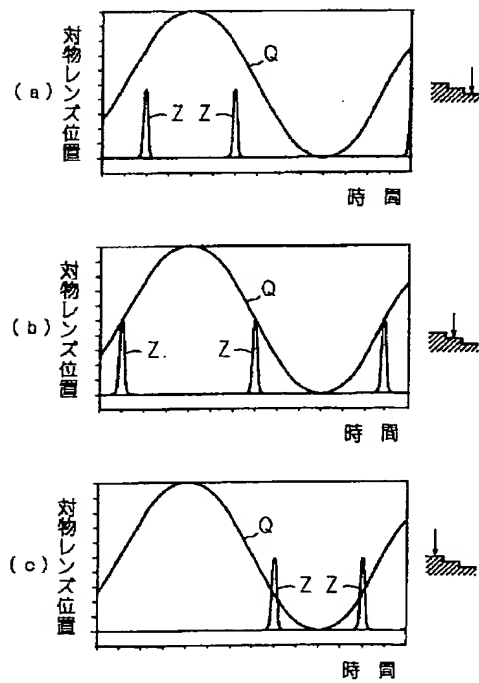 (a)
対物レンズ位置
Q
Z Z
時 間
(b)
対物レンズ位置
Q
Z. Z
時 間
(c)
対物レンズ位置
Q
Z Z
時 間